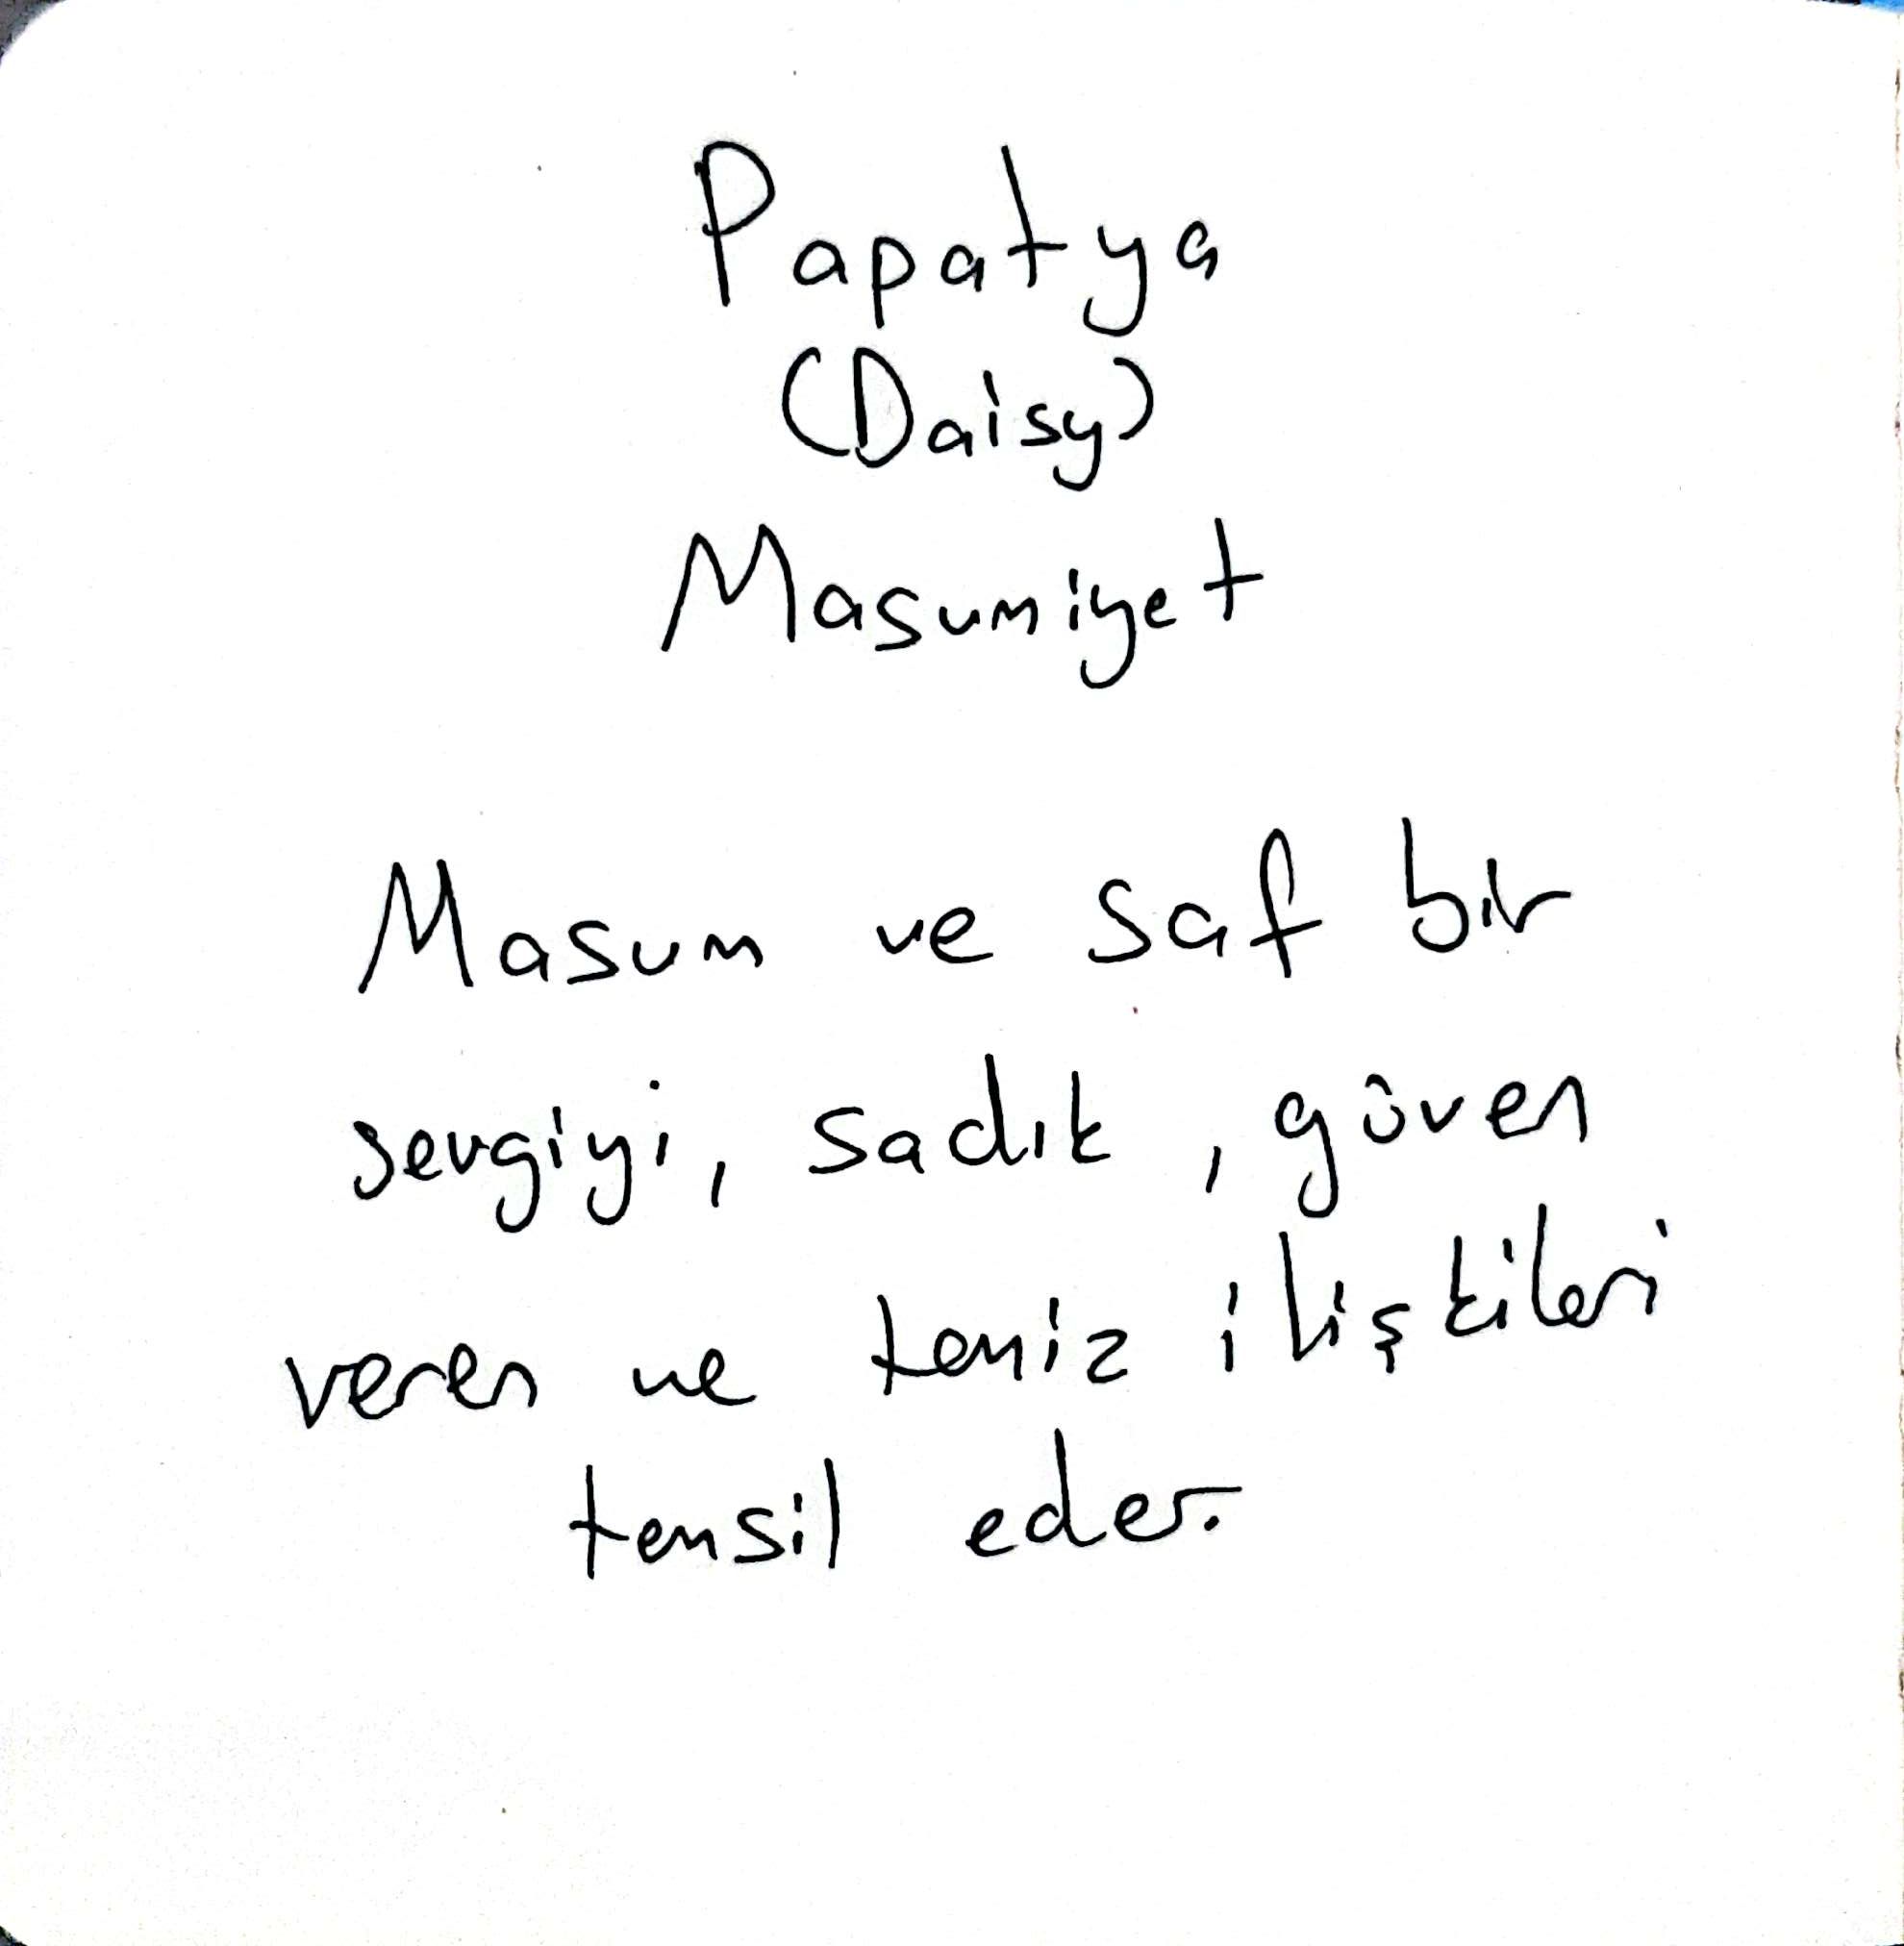 Papatya
(Daisy)
Masumiyet
Masum ve saf bir
sevgiyi, sadık, güven
veren ve temiz ilişkileri
temsil eder.